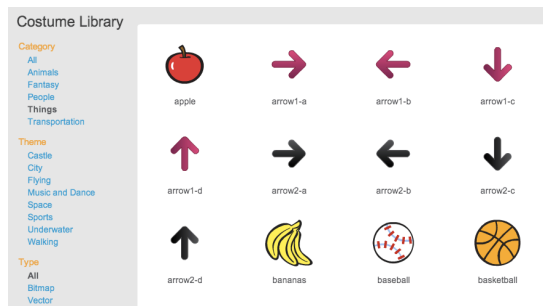 Costume Library
Category
All
Animals
Fantasy
People
Things
Transportation
Theme
Castle
City
Flying
Music and Dance
Space
Sports
Underwater
Walking
Type
All
Bitmap
Vector
apple
arrow1-a
arrow1-b
arrow1-c
arrow1-d
arrow2-a
arrow2-b
arrow2-c
arrow2-d
bananas
baseball
basketball